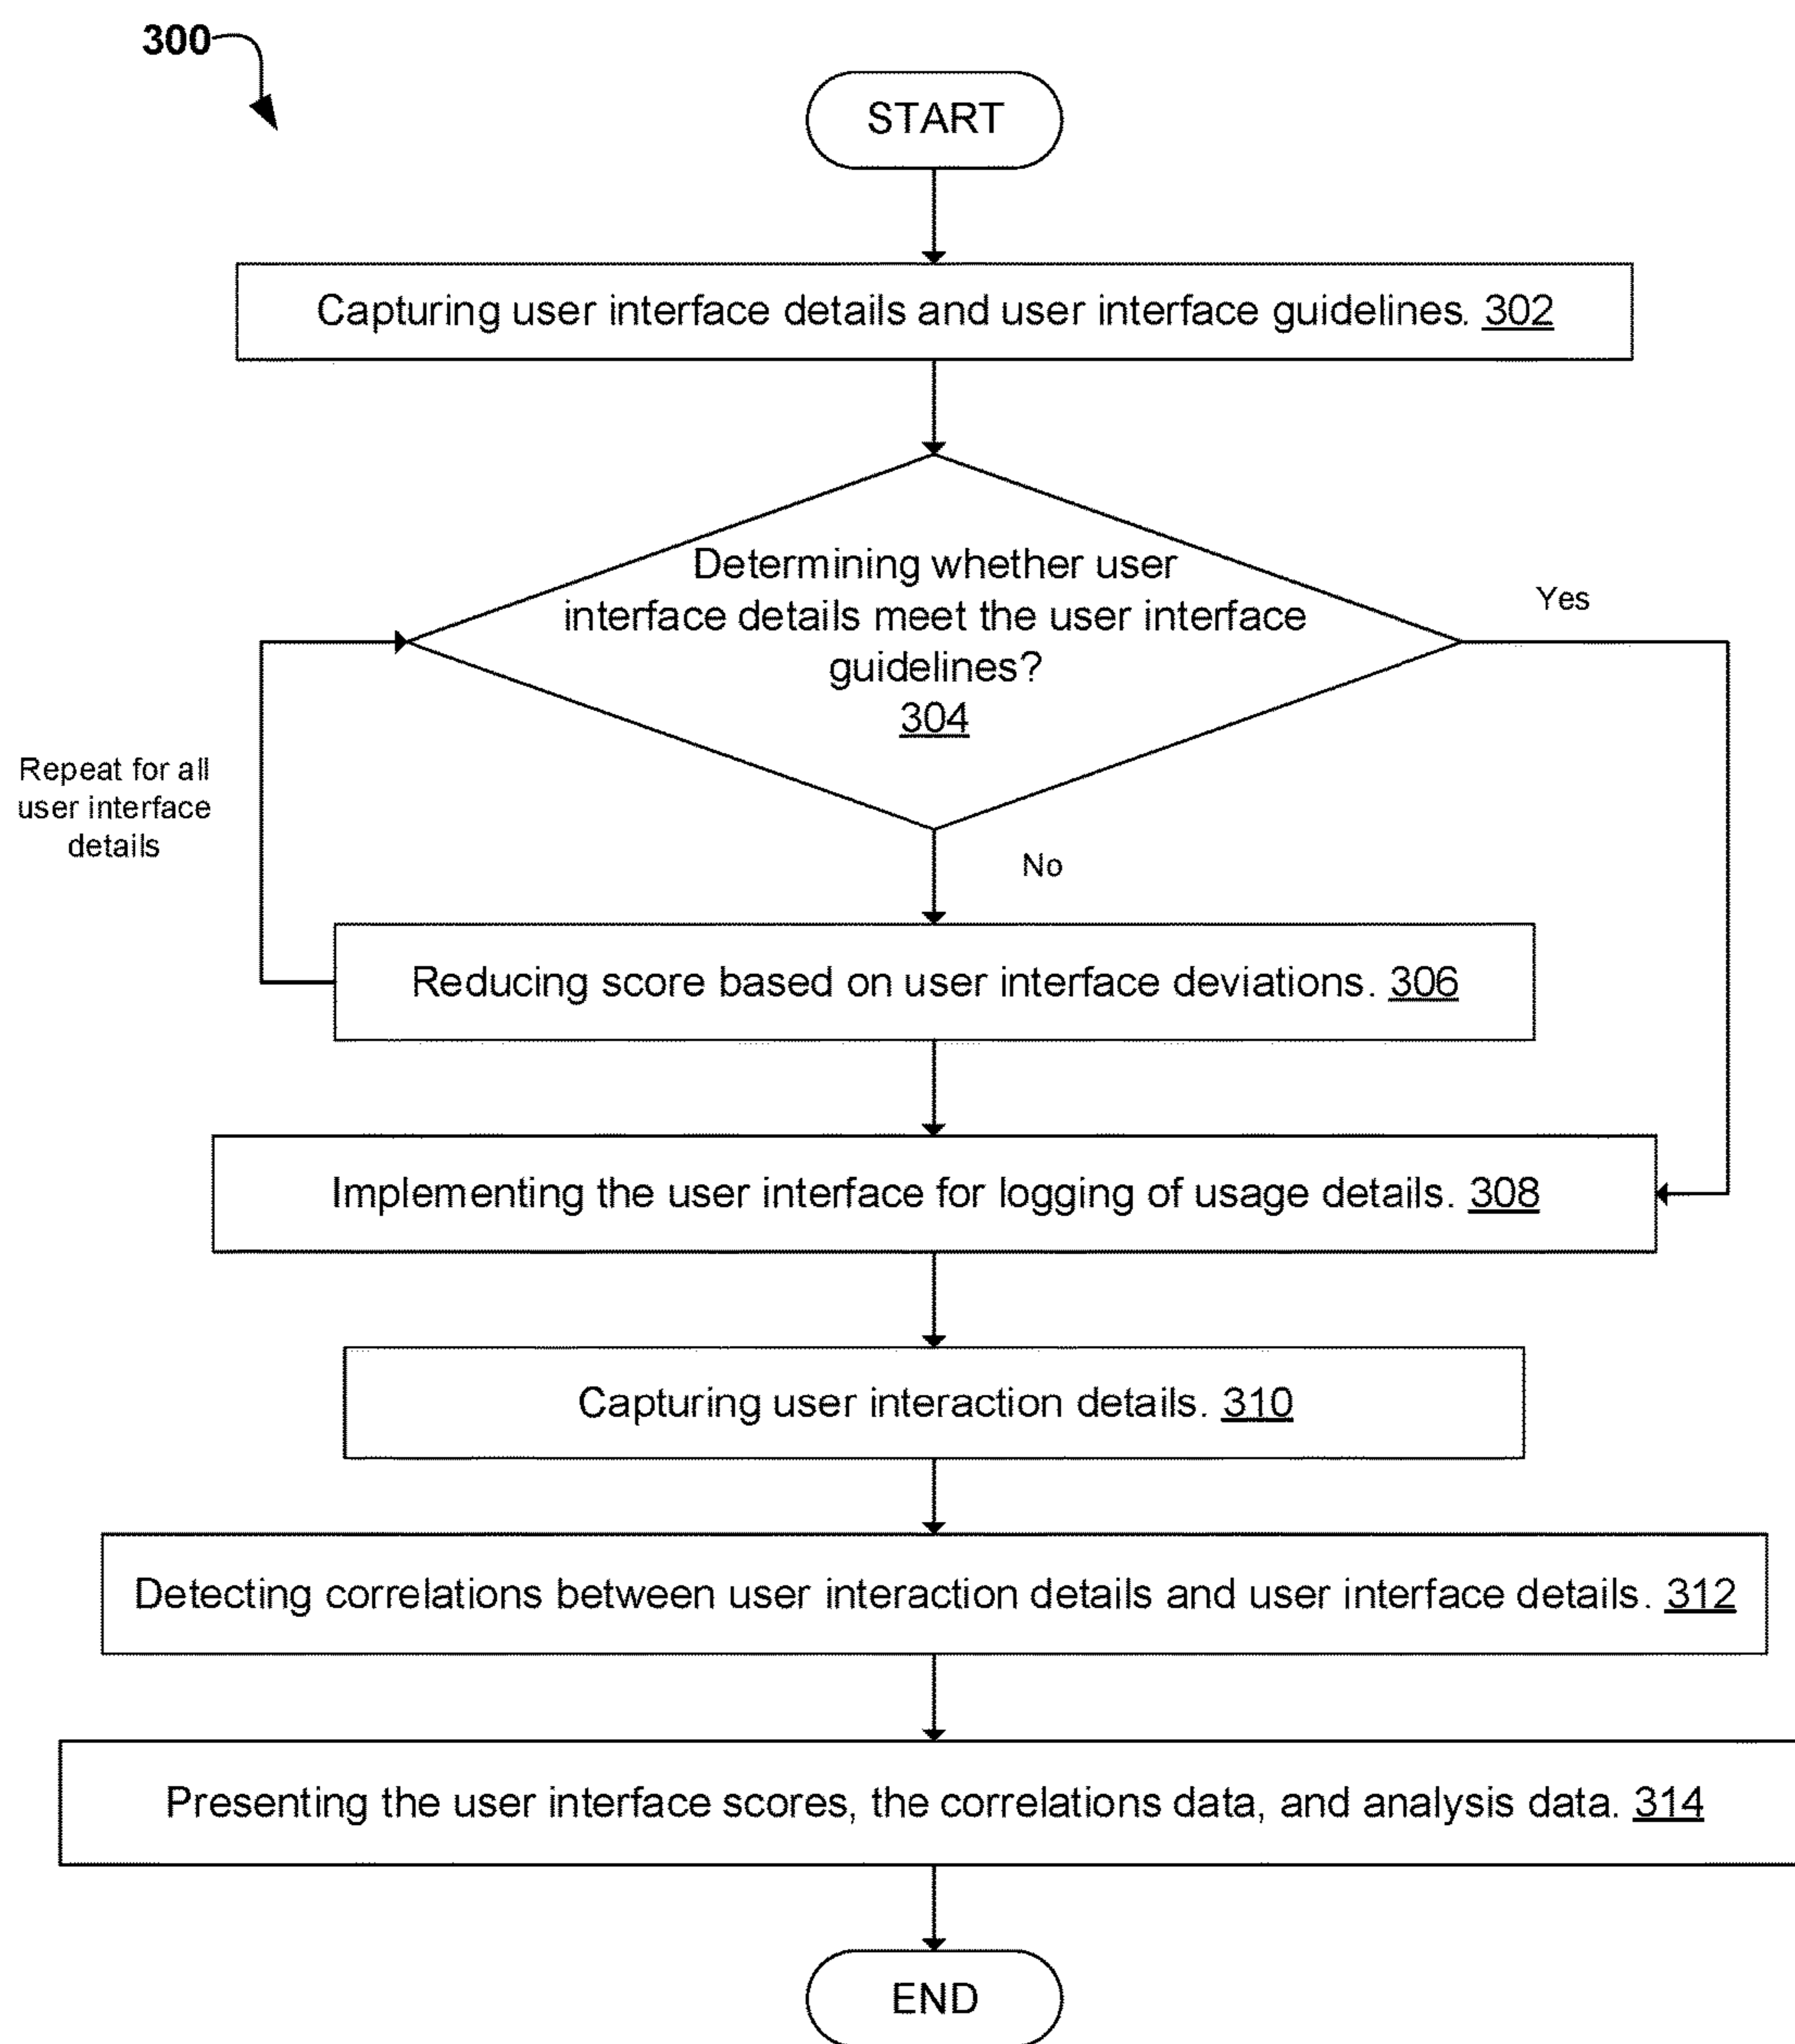 300
START
Capturing user interface details and user interface guidelines. 302
Determining whether user
interface details meet the user interface
guidelines?
304
Yes
Repeat for all
user interface
details
No
Reducing score based on user interface deviations. 306
Implementing the user interface for logging of usage details. 308
Capturing user interaction details. 310
Detecting correlations between user interaction details and user interface details. 312
Presenting the user interface scores, the correlations data, and analysis data. 314
END